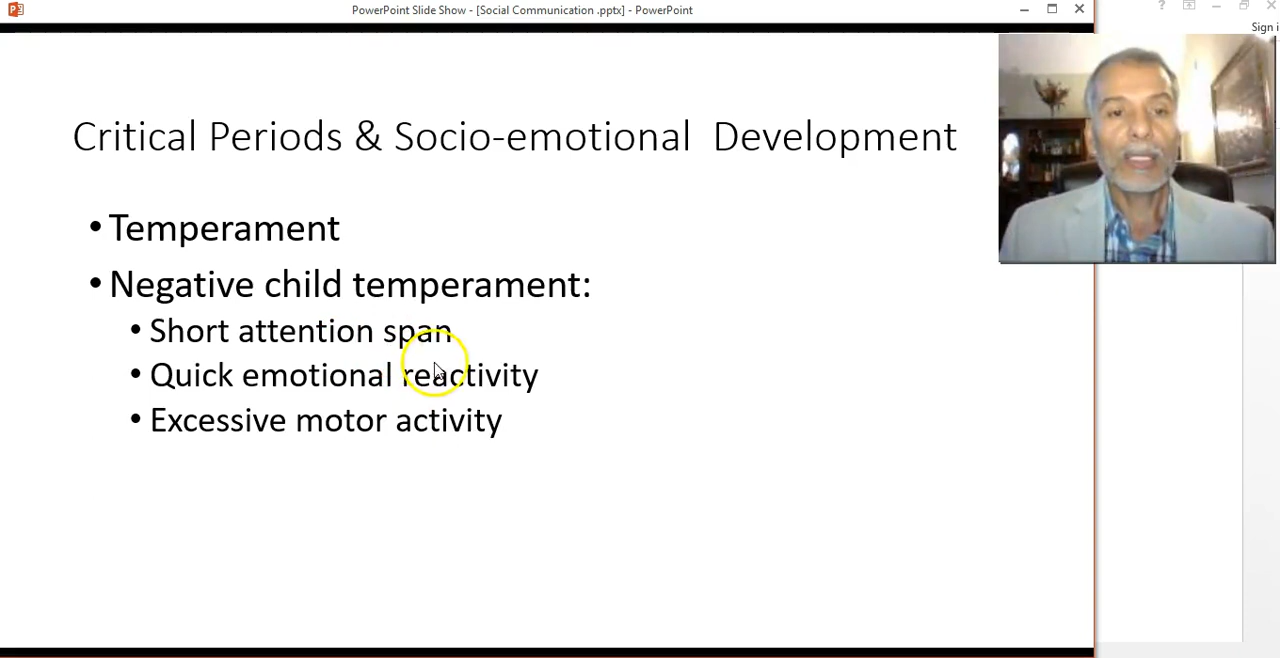 PowerPoint Slide Show - [Social Communication .pptx] - PowerPoint
Sign i
Critical Periods & Socio-emotional  Development
• Temperament
• Negative child temperament:
• Short attention span
• Quick emotional reactivity
• Excessive motor activity